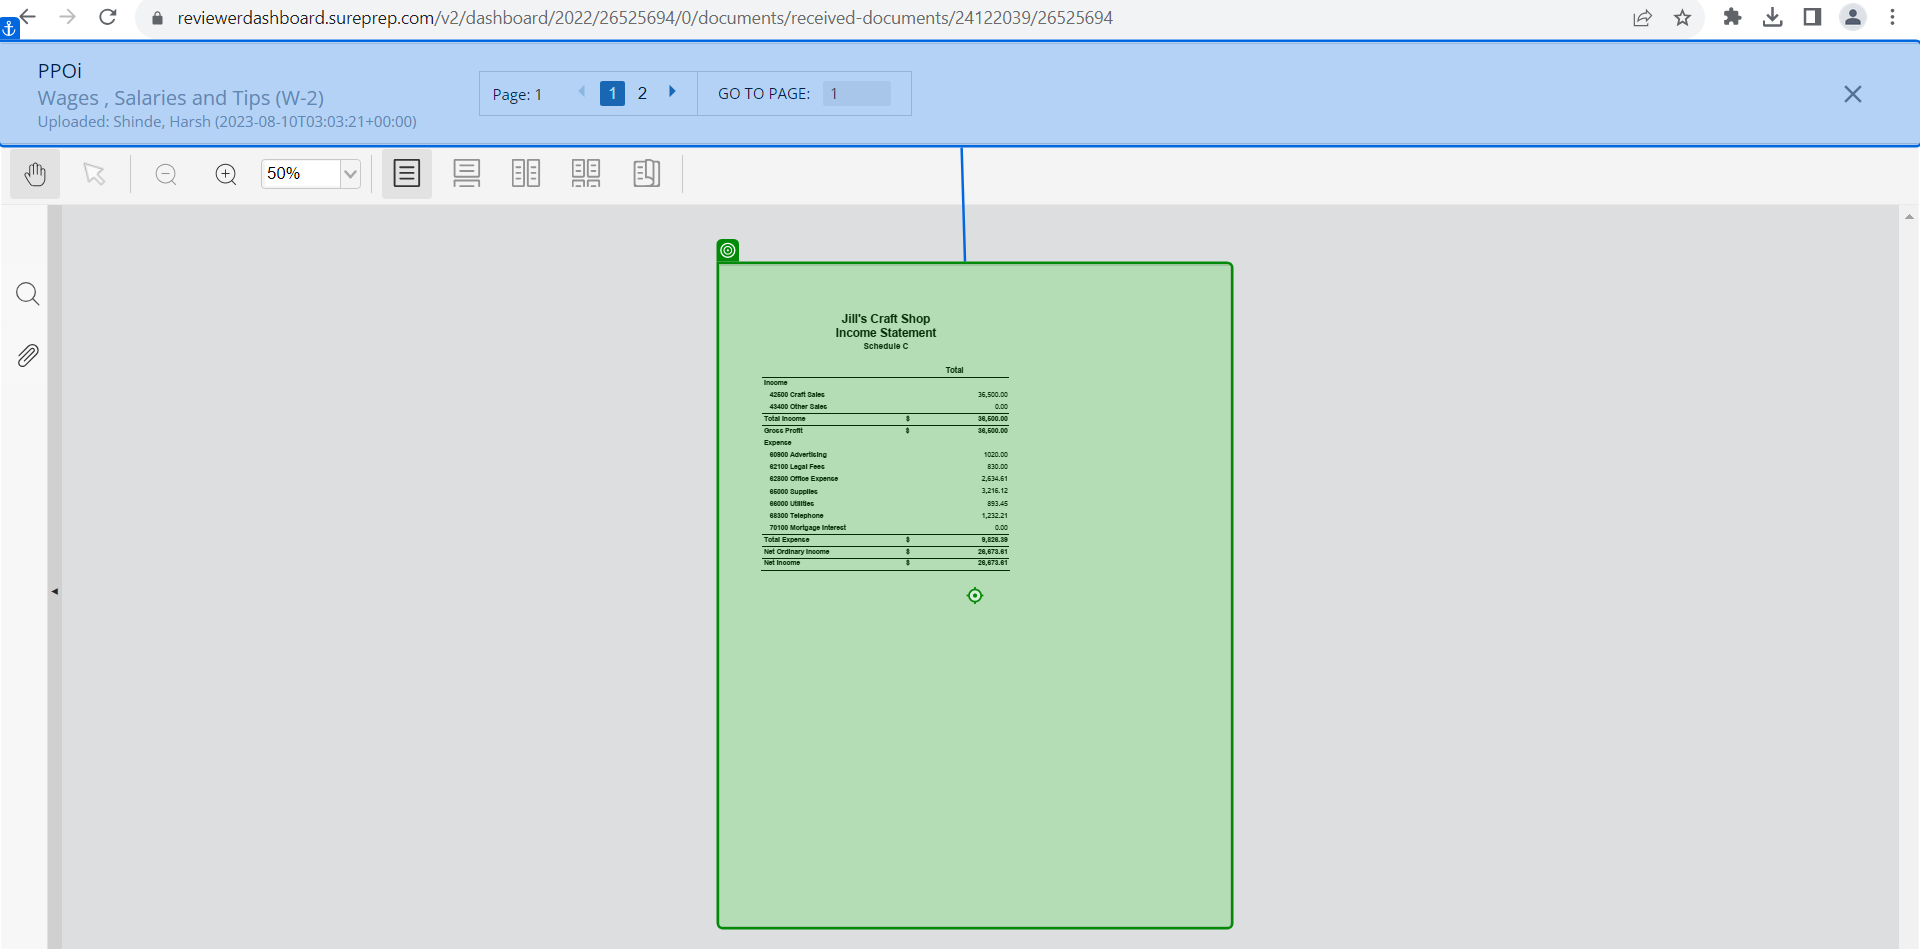 reviewerdashboard.sureprep.com/v2/dashboard/2022/26525694/0/documents/received-documents/24122039/26525694
PPOi
Wages , Salaries and Tips (W-2)
Uploaded: Shinde, Harsh (2023-08-10T03:03:21+00:00)
Page: 1 1 2 GO TO PAGE: 1
50%
Jill's Craft Shop
Income Statement
Schedule C
Total
Income
42600 Craft Sales 36,500.00
43400 Other Sales 0.00
Total Income $ 36,500.00
Gross Profit $ 36,500.00
Expense
60900 Advertising 1020.00
62100 Legal Fees 830.00
62800 Office Expense 2,634.61
65000 Supplies 3,216.12
66000 Utilities 893.45
68300 Telephone 1,232.21
70100 Mortgage Interest 0.00
Total Expense $ 9,826.39
Net Ordinary Income $ 26,673.61
Net Income $ 26,673.61